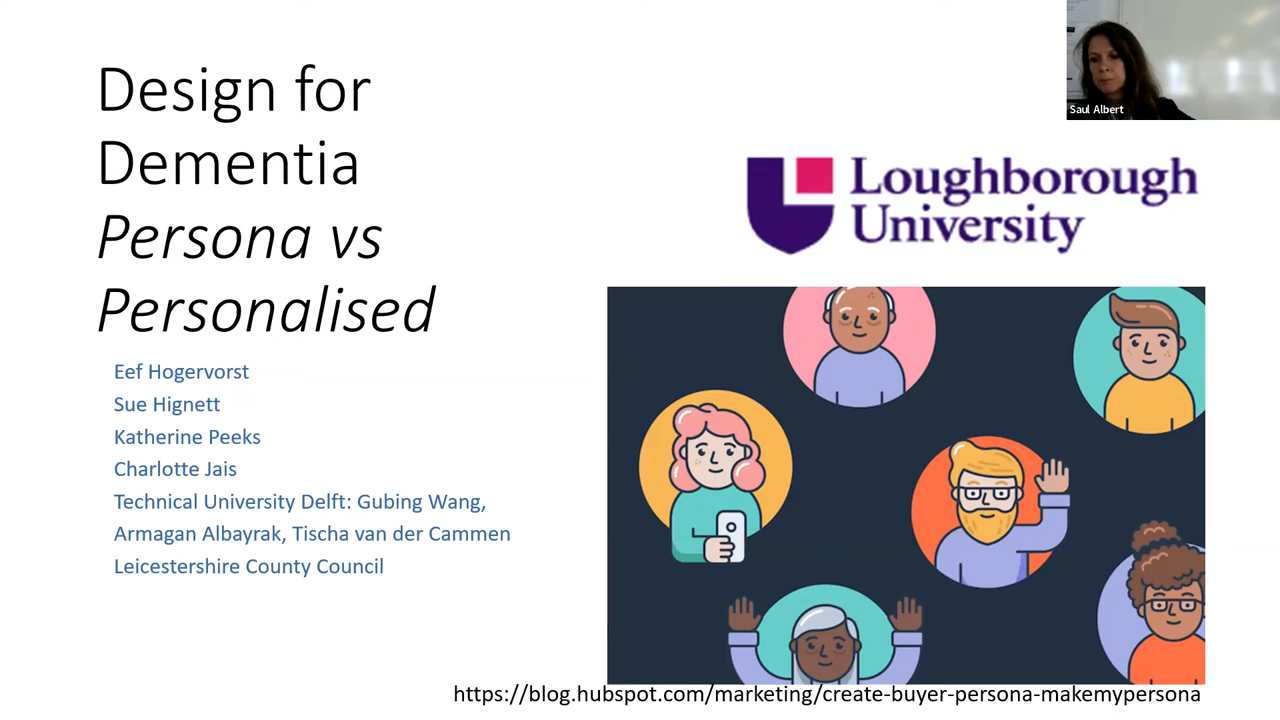 Design for
Dementia
Persona vs
Personalised
Eef Hogervorst
Sue Hignett
Katherine Peeks
Charlotte Jais
Technical University Delft: Gubing Wang,
Armagan Albayrak, Tischa van der Cammen
Leicestershire County Council
Saul Albert
Loughborough
University
https://blog.hubspot.com/marketing/create-buyer-persona-makemypersona